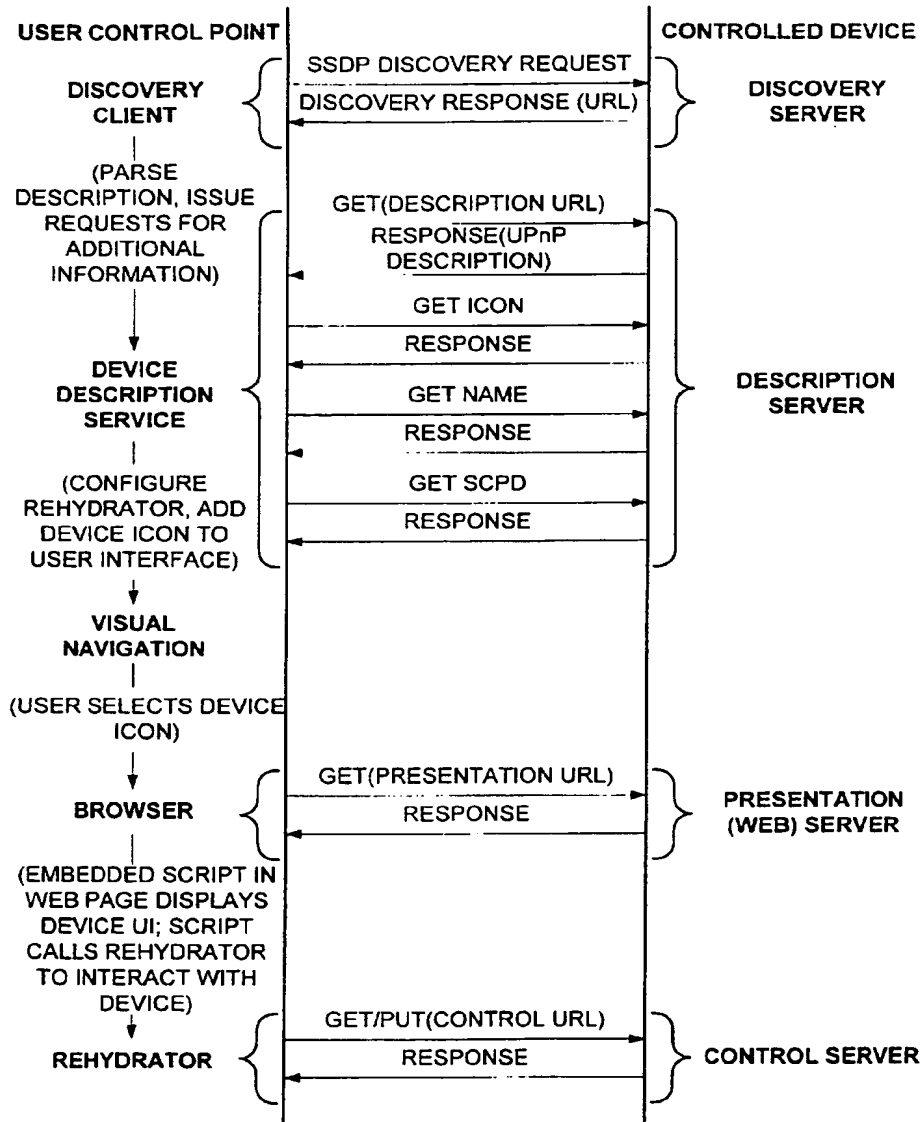 USER CONTROL POINT
CONTROLLED DEVICE
SSDP DISCOVERY REQUEST
DISCOVERY RESPONSE (URL)
DISCOVERY
CLIENT
DISCOVERY
SERVER
(PARSE
DESCRIPTION, ISSUE
REQUESTS FOR
ADDITIONAL
INFORMATION)
GET(DESCRIPTION URL)
RESPONSE(UPnP
DESCRIPTION)
GET ICON
RESPONSE
DEVICE
DESCRIPTION
SERVICE
GET NAME
RESPONSE
DESCRIPTION
SERVER
(CONFIGURE
REHYDRATOR, ADD
DEVICE ICON TO
USER INTERFACE)
GET SCPD
RESPONSE
VISUAL
NAVIGATION
(USER SELECTS DEVICE
ICON)
BROWSER
GET(PRESENTATION URL)
RESPONSE
PRESENTATION
(WEB) SERVER
(EMBEDDED SCRIPT IN
WEB PAGE DISPLAYS
DEVICE UI; SCRIPT
CALLS REHYDRATOR
TO INTERACT WITH
DEVICE)
REHYDRATOR
GET/PUT(CONTROL URL)
RESPONSE
CONTROL SERVER